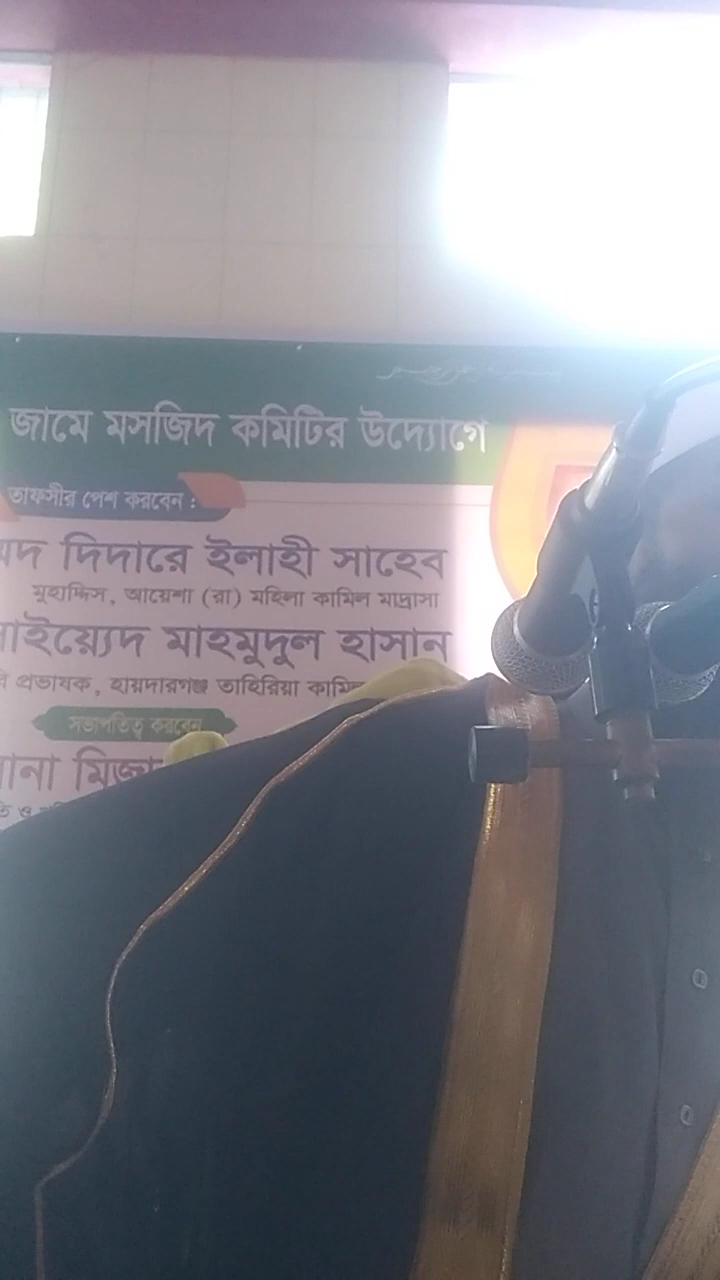 জামে মসজিদ কমিটির উদ্যোগে
তাফসীর পেশ করবেন :
দিদারে ইলাহী সাহেব
মুহাদ্দিস, আয়েশা (রা) মহিলা কামিল মাদ্রাসা
মাহমুদুল হাসান
প্রভাষক, হায়দারগঞ্জ তাহিরিয়া
সভাপতিত্ব করবেন